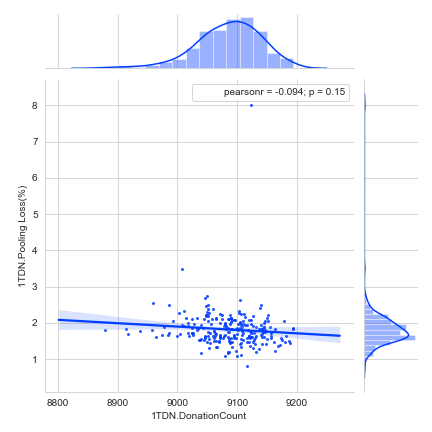 pearsonr = -0.094; p = 0.15
8
7
6
5
4
3
2
1
1TDN.Pooling Loss(%)
8800 8900 9000 9100 9200
1TDN.DonationCount